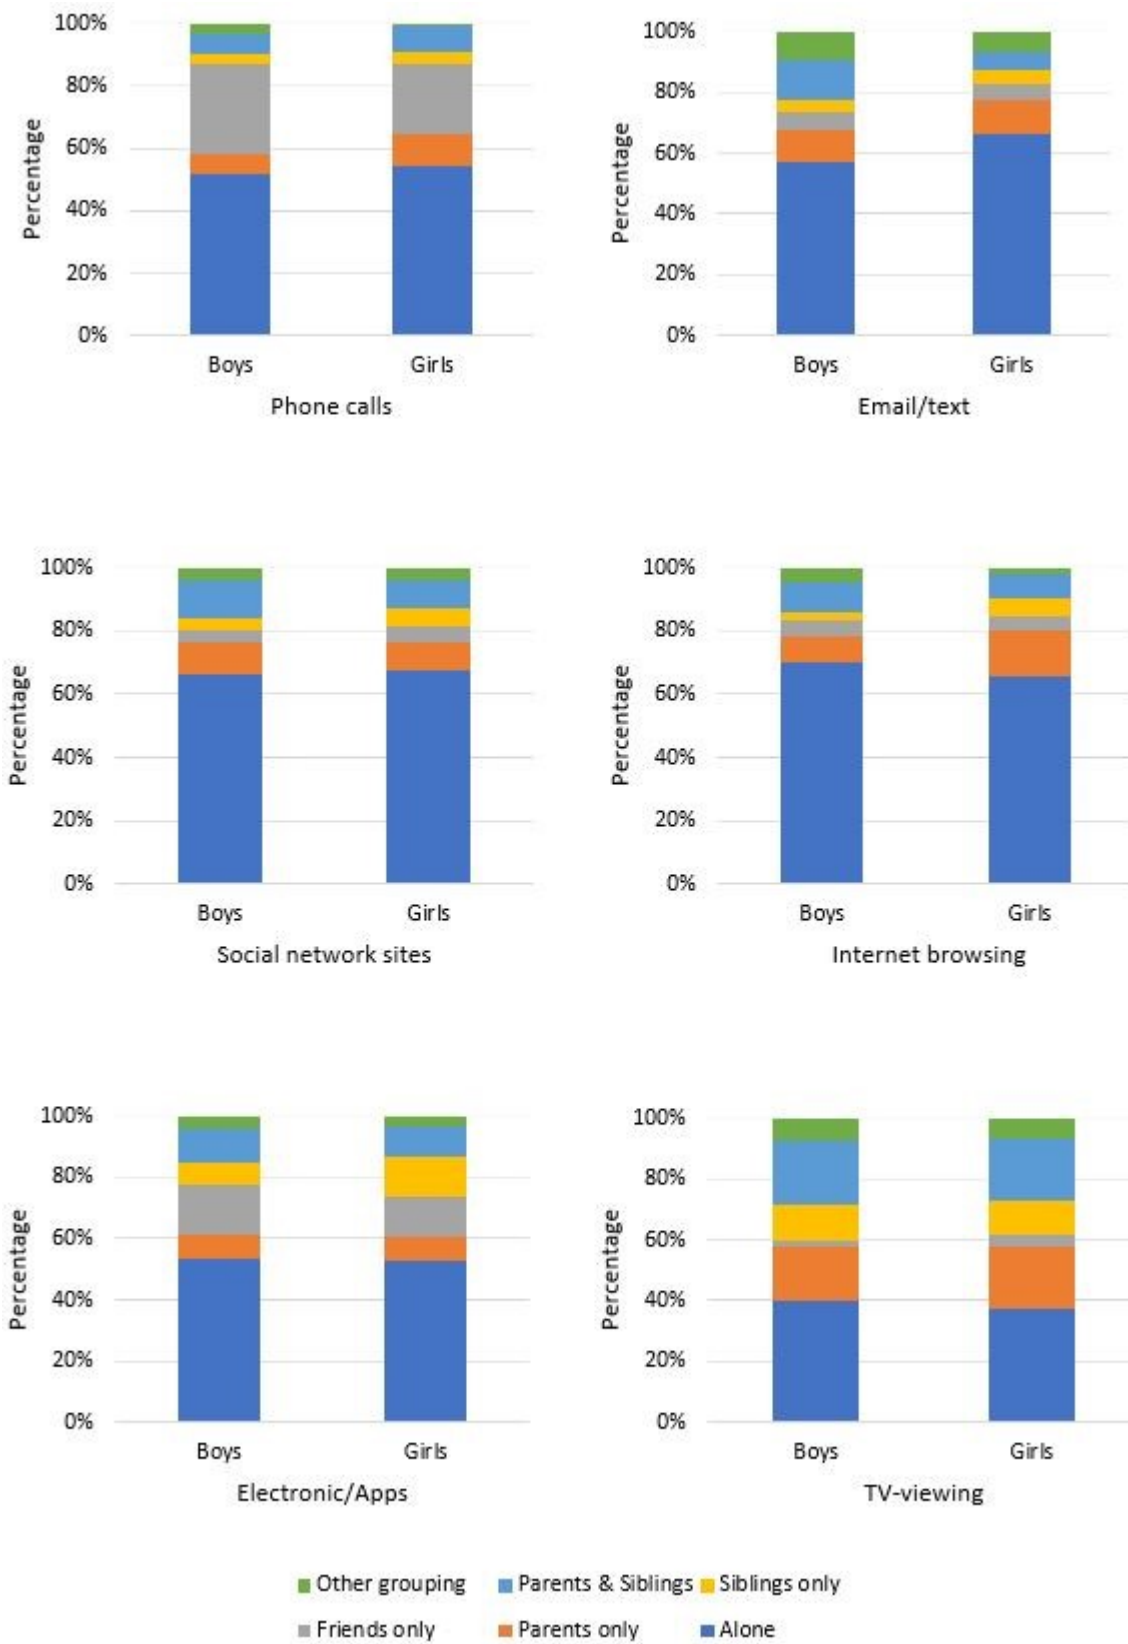 100%
80%
60%
40%
20%
0%
Percentage
Boys
Girls
Phone calls
100%
80%
60%
40%
20%
0%
Percentage
Boys
Girls
Email/text
100%
80%
60%
40%
20%
0%
Percentage
Boys
Girls
Social network sites
100%
80%
60%
40%
20%
0%
Percentage
Boys
Girls
Internet browsing
100%
80%
60%
40%
20%
0%
Percentage
Boys
Girls
Electronic/Apps
100%
80%
60%
40%
20%
0%
Percentage
Boys
Girls
TV-viewing
Other grouping Parents & Siblings Siblings only
Friends only Parents only Alone